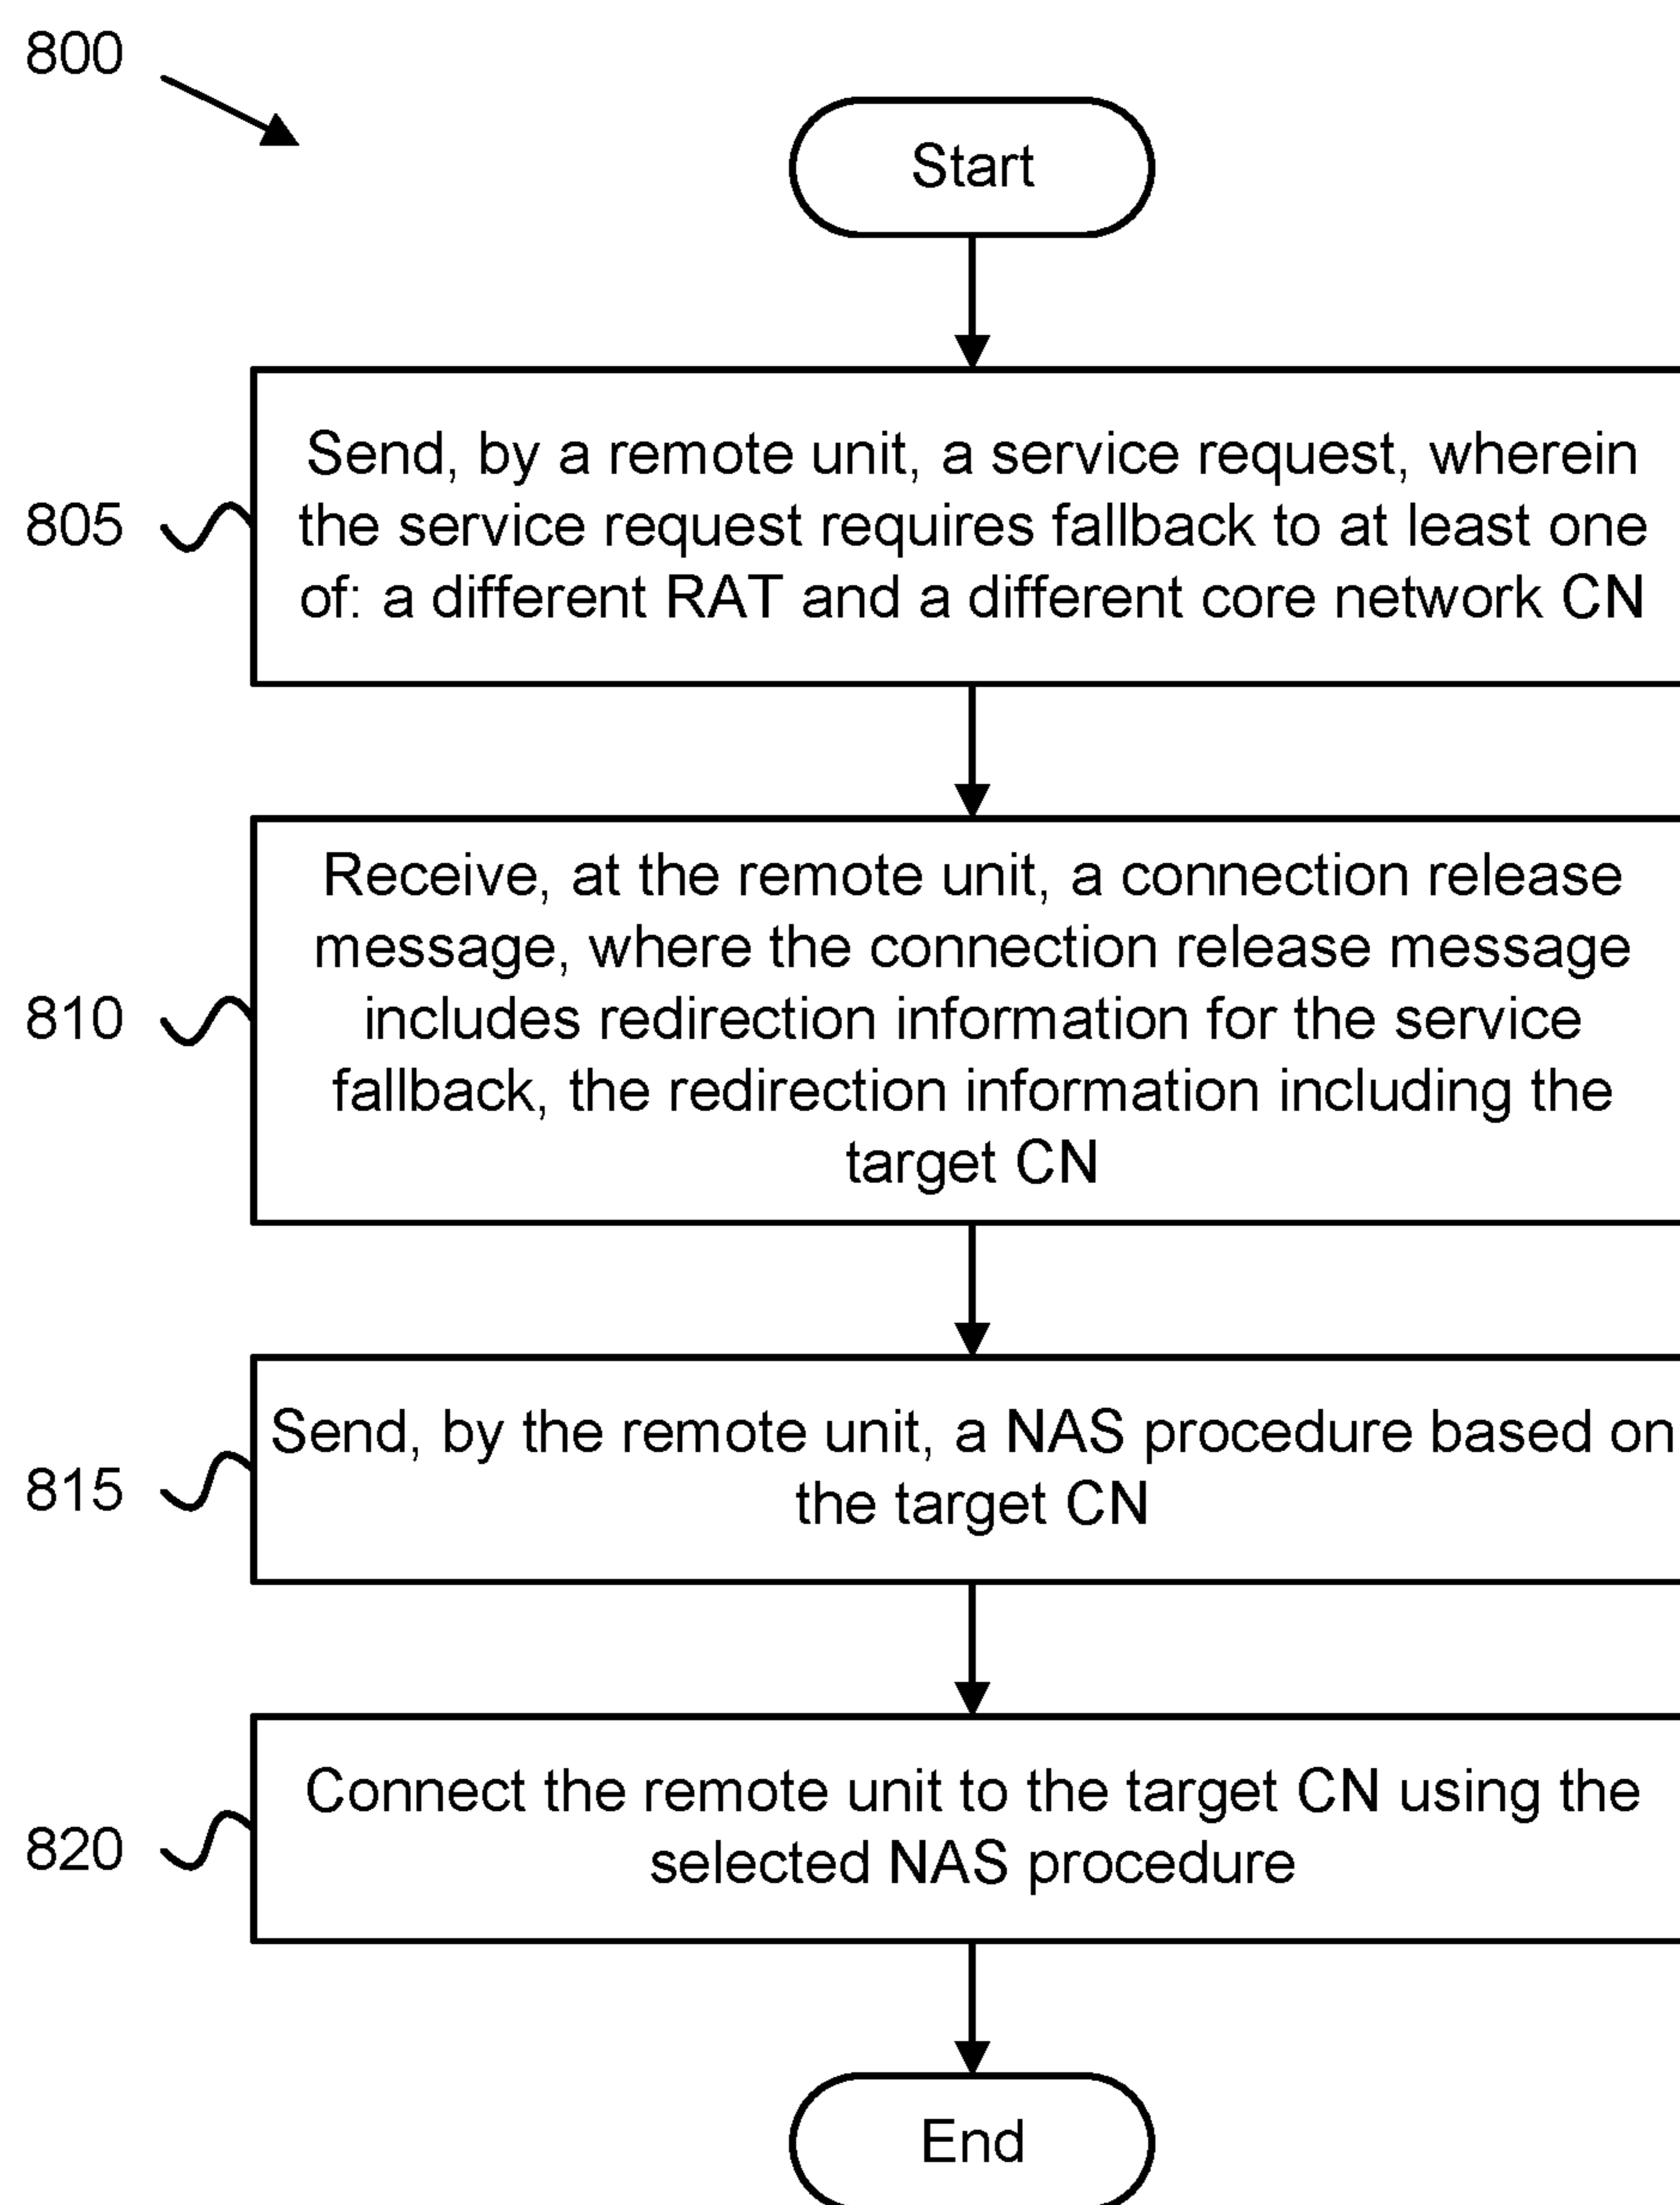 800
Start
805
Send, by a remote unit, a service request, wherein
the service request requires fallback to at least one
of: a different RAT and a different core network CN
810
Receive, at the remote unit, a connection release
message, where the connection release message
includes redirection information for the service
fallback, the redirection information including the
target CN
815
Send, by the remote unit, a NAS procedure based on
the target CN
820
Connect the remote unit to the target CN using the
selected NAS procedure
End